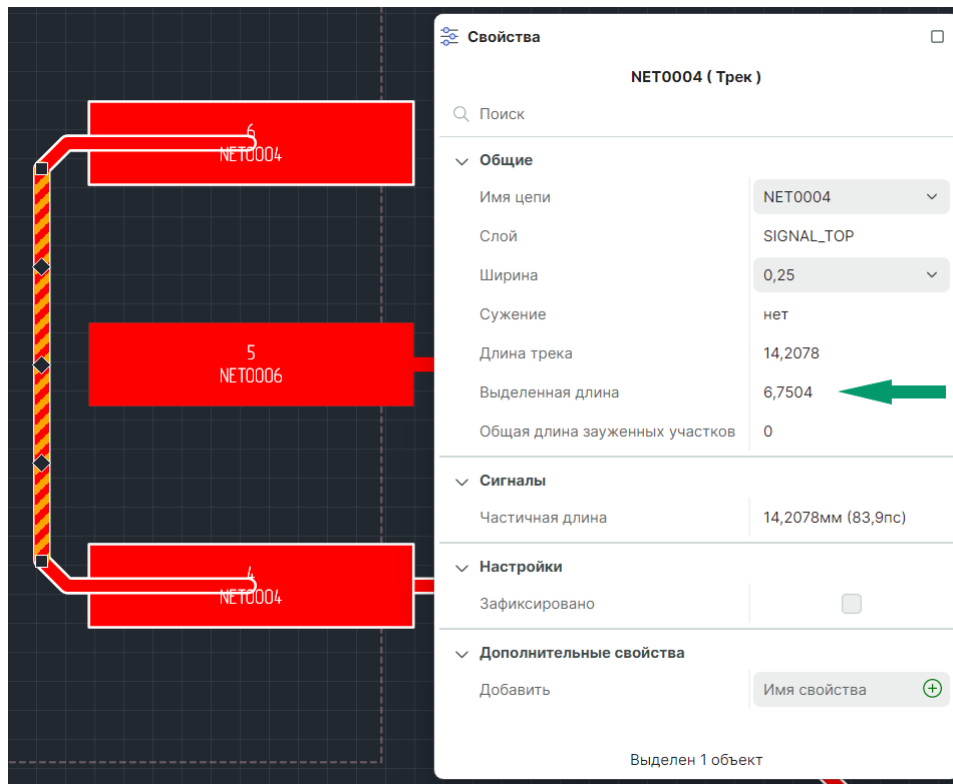 6
NET0004
5
NET0006
4
NET0004
Свойства
NET0004 ( Трек )
Поиск
Общие
Имя цепи NET0004
Слой SIGNAL_TOP
Ширина 0,25
Сужение нет
Длина трека 14,2078
Выделенная длина 6,7504
Общая длина зауженных участков 0
Сигналы
Частичная длина 14,2078мм (83,9пс)
Настройки
Зафиксировано
Дополнительные свойства
Добавить Имя свойства
Выделен 1 объект